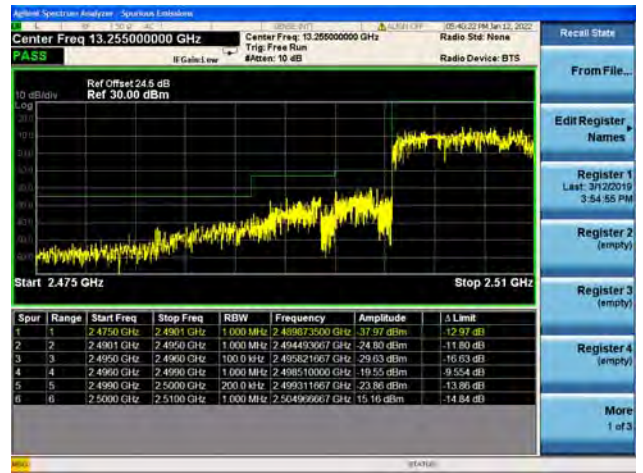 Agilent Spectrum Analyzer - Spurious Emissions
05:40:22 PM Jan 12, 2022
Center Freq 13.255000000 GHz
Center Freq: 13.255000000 GHz
Radio Std: None
Trig: Free Run
PASS
IFGain:Low
#Atten: 10 dB
Radio Device: BTS
Ref Offset 24.5 dB
10 dB/div
Ref 30.00 dBm
Log
Start 2.475 GHz
Stop 2.51 GHz
Spur Range Start Freq Stop Freq RBW Frequency Amplitude Δ Limit
1 1 2.4750 GHz 2.4901 GHz 1.000 MHz 2.489873500 GHz -37.97 dBm -12.97 dB
2 2 2.4901 GHz 2.4950 GHz 1.000 MHz 2.494493667 GHz -24.80 dBm -11.80 dB
3 3 2.4950 GHz 2.4960 GHz 100.0 kHz 2.495821667 GHz -29.63 dBm -16.63 dB
4 4 2.4960 GHz 2.4990 GHz 1.000 MHz 2.498510000 GHz -19.55 dBm -9.554 dB
5 5 2.4990 GHz 2.5000 GHz 200.0 kHz 2.499311667 GHz -23.86 dBm -13.86 dB
6 6 2.5000 GHz 2.5100 GHz 1.000 MHz 2.504966667 GHz 15.16 dBm -14.84 dB
MSG
STATUS
Recall State
From File...
Edit Register
Names
Register 1
Last: 3/12/2019
3:54:55 PM
Register 2
(empty)
Register 3
(empty)
Register 4
(empty)
More
1 of 3